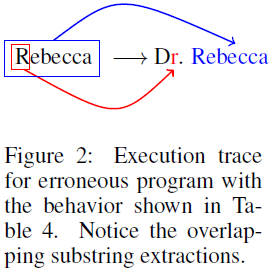 Rebecca → Dr. Rebecca
Figure 2: Execution trace
for erroneous program with
the behavior shown in Ta-
ble 4. Notice the overlap-
ping substring extractions.